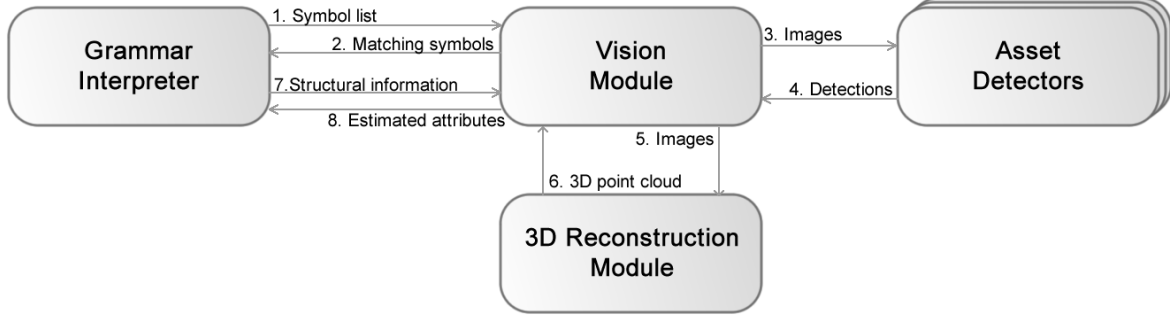 Grammar
Interpreter
1. Symbol list
2. Matching symbols
7.Structural information
8. Estimated attributes
Vision
Module
3. Images
4. Detections
Asset
Detectors
5. Images
6. 3D point cloud
3D Reconstruction
Module